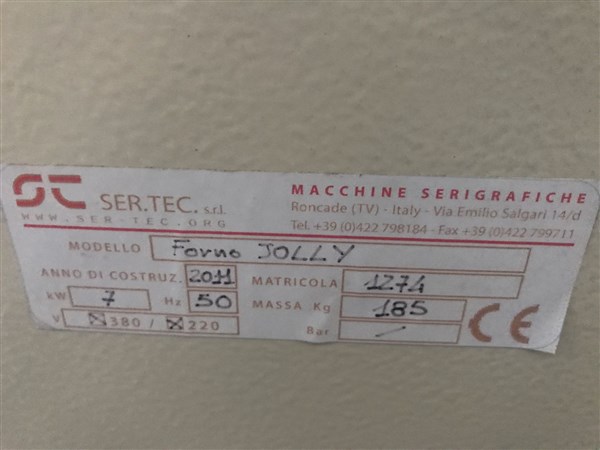 SER.TEC. s.r.l.
WWW.SER-TEC.ORG
MACCHINE SERIGRAFICHE
Roncade (TV) - Italy - Via Emilio Salgari 14/d
Tel. +39 (0)422 798184 - Fax +39 (0)422 799711
MODELLO Forno JOLLY
ANNO DI COSTRUZ. 2011 MATRICOLA 1274
kW 7 Hz 50 MASSA Kg 185
V 380 / 220 Bar /
CE